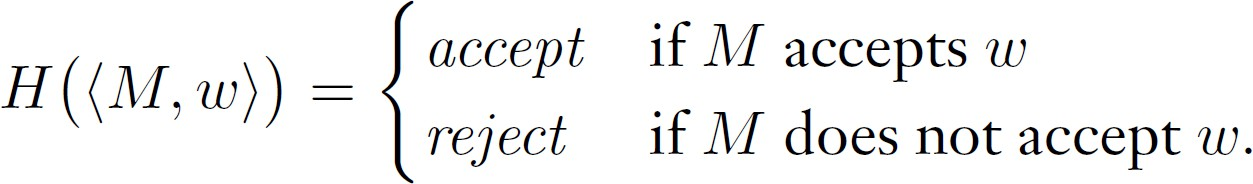 H(⟨M, w⟩) = { accept if M accepts w
reject if M does not accept w.